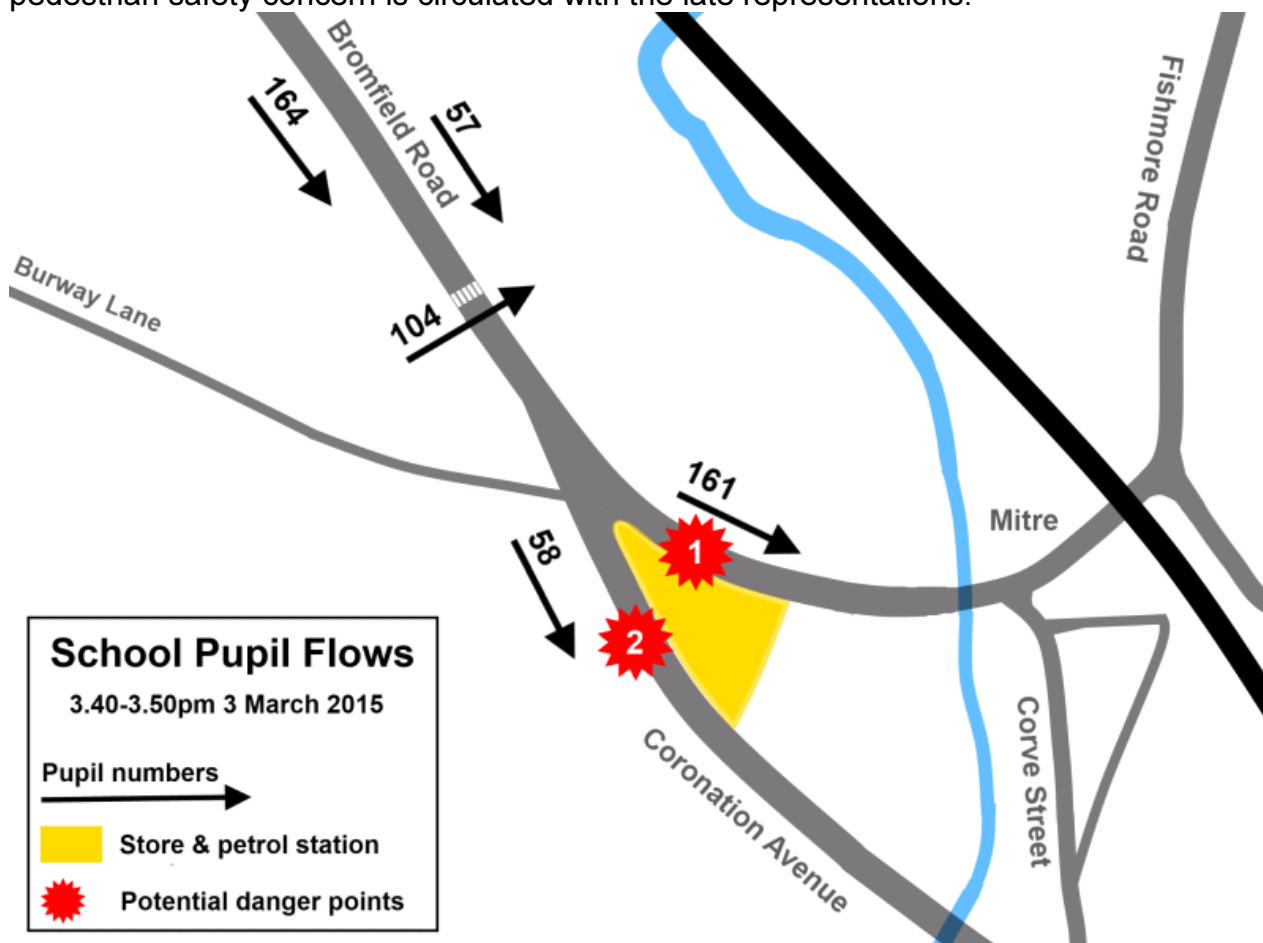 pedestrian safety concern is circulated with the late representations.
Bromfield Road
Fishmore Road
164
57
Burway Lane
104
161
1
Mitre
58
2
School Pupil Flows
3.40-3.50pm 3 March 2015
Pupil numbers
Store & petrol station
Potential danger points
Coronation Avenue
Corve Street